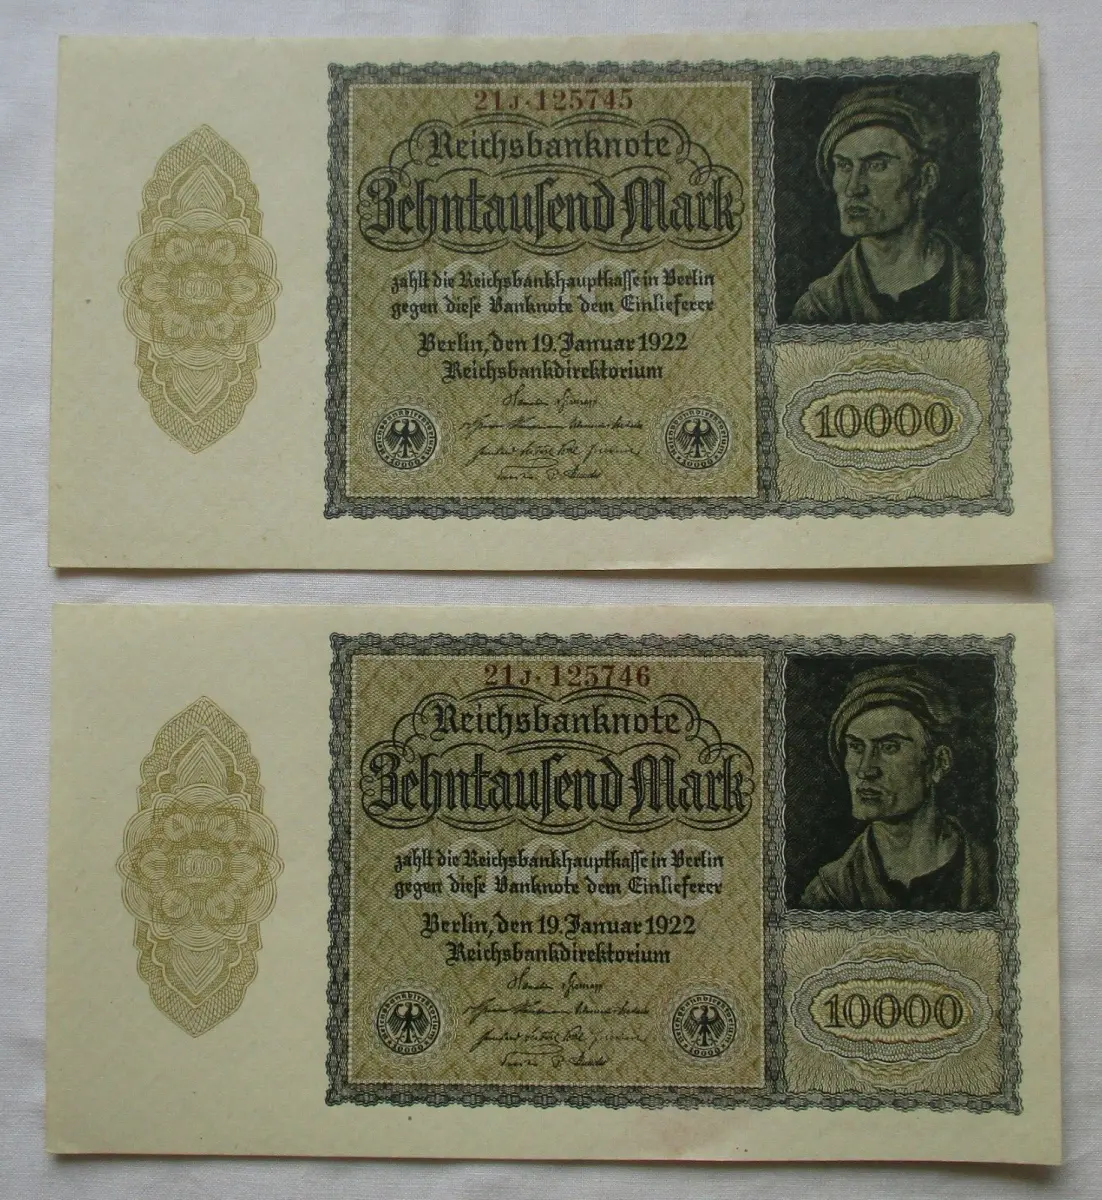 21J·125745
Reichsbanknote
Zehntausend Mark
zahlt die Reichsbankhauptkasse in Berlin
gegen diese Banknote dem Einlieferer
Berlin, den 19. Januar 1922
Reichsbankdirektorium
10000
21J·125746
Reichsbanknote
Zehntausend Mark
zahlt die Reichsbankhauptkasse in Berlin
gegen diese Banknote dem Einlieferer
Berlin, den 19. Januar 1922
Reichsbankdirektorium
10000